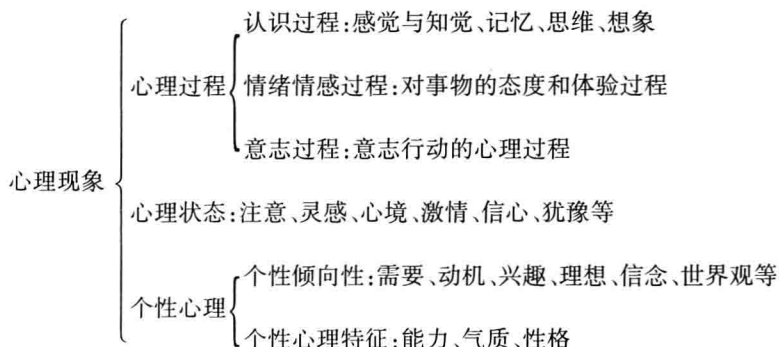 认识过程:感觉与知觉、记忆、思维、想象
心理过程
情绪情感过程:对事物的态度和体验过程
意志过程:意志行动的心理过程
心理现象
心理状态:注意、灵感、心境、激情、信心、犹豫等
个性倾向性:需要、动机、兴趣、理想、信念、世界观等
个性心理
个性心理特征:能力、气质、性格